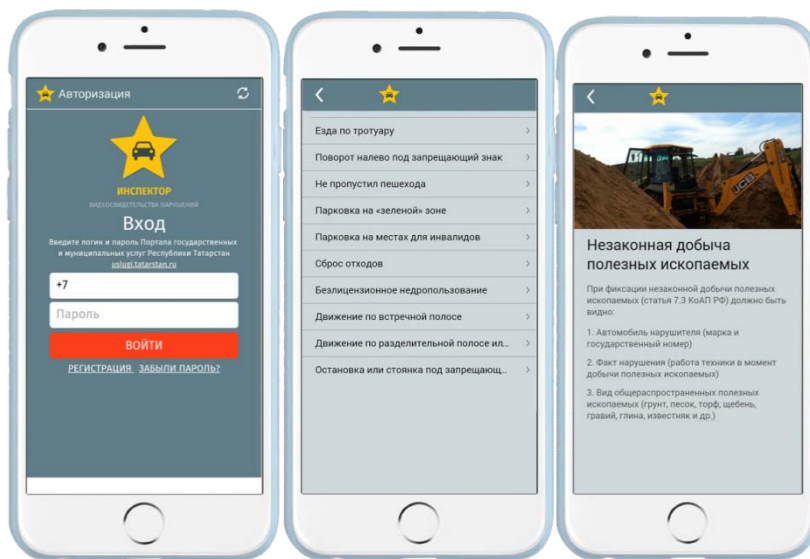 Авторизация
ИНСПЕКТОР
ВИДЕОСВИДЕТЕЛЬСТВА НАРУШЕНИЙ
Вход
Введите логин и пароль Портала государственных
и муниципальных услуг Республики Татарстан
uslugi.tatarstan.ru
+7
Пароль
ВОЙТИ
РЕГИСТРАЦИЯ ЗАБЫЛИ ПАРОЛЬ?
Езда по тротуару
Поворот налево под запрещающий знак
Не пропустил пешехода
Парковка на «зеленой» зоне
Парковка на местах для инвалидов
Сброс отходов
Безлицензионное недропользование
Движение по встречной полосе
Движение по разделительной полосе ил...
Остановка или стоянка под запрещающ...
JCB
Незаконная добыча
полезных ископаемых
При фиксации незаконной добычи полезных
ископаемых (статья 7.3 КоАП РФ) должно быть
видно:
1. Автомобиль нарушителя (марка и
государственный номер)
2. Факт нарушения (работа техники в момент
добычи полезных ископаемых)
3. Вид общераспространенных полезных
ископаемых (грунт, песок, торф, щебень,
гравий, глина, известняк и др.)